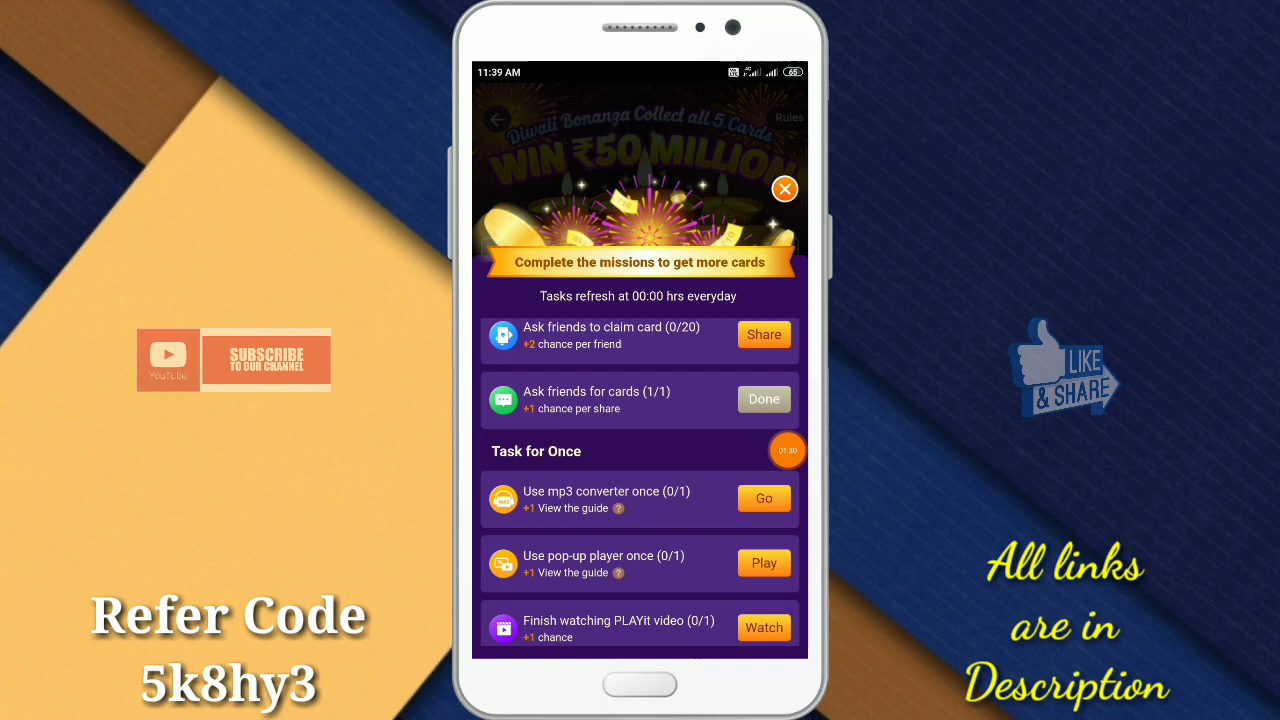 11:39 AM
65
Rules
Diwali Bonanza Collect all 5 Cards
WIN ₹50 MILLION
Complete the missions to get more cards
Tasks refresh at 00:00 hrs everyday
Ask friends to claim card (0/20)
+2 chance per friend
Share
Ask friends for cards (1/1)
+1 chance per share
Done
Task for Once
01:30
Use mp3 converter once (0/1)
+1 View the guide ?
Go
Use pop-up player once (0/1)
+1 View the guide ?
Play
Finish watching PLAYit video (0/1)
+1 chance
Watch
YouTube
SUBSCRIBE
TO OUR CHANNEL
Refer Code
5k8hy3
LIKE
& SHARE
All links
are in
Description